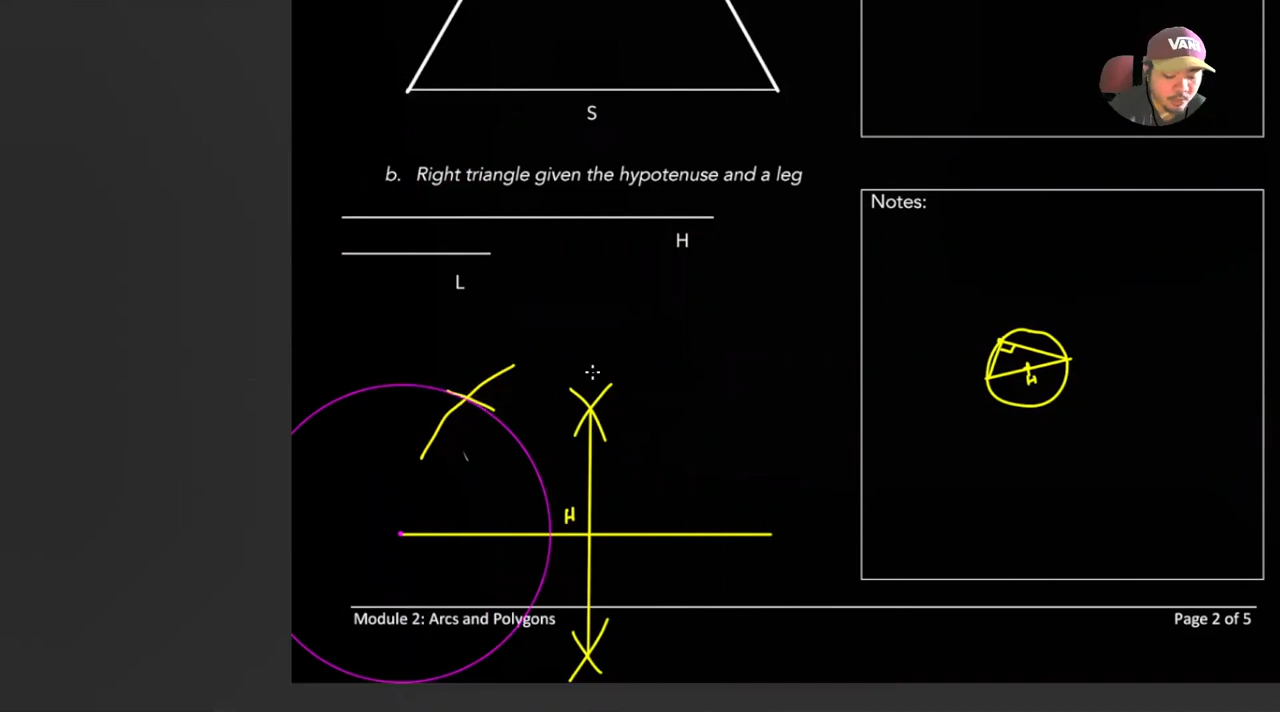 VANS
S
b. Right triangle given the hypotenuse and a leg
Notes:
H
L
H
H
Module 2: Arcs and Polygons
Page 2 of 5